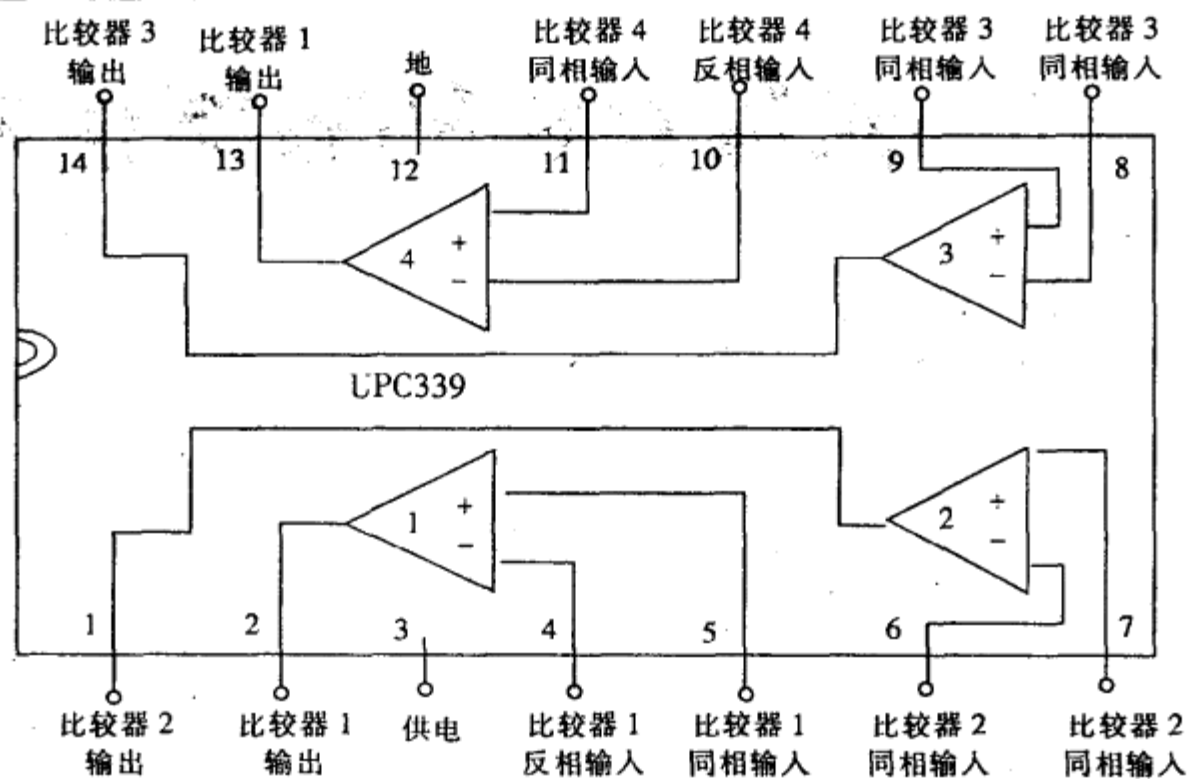 比较器 3
输出
比较器 1
输出
地
比较器 4
同相输入
比较器 4
反相输入
比较器 3
同相输入
比较器 3
同相输入
14
13
12
11
10
9
8
+
4
−
+
3
−
UPC339
+
1
−
+
2
−
1
2
3
4
5
6
7
比较器 2
输出
比较器 1
输出
供电
比较器 1
反相输入
比较器 1
同相输入
比较器 2
同相输入
比较器 2
同相输入